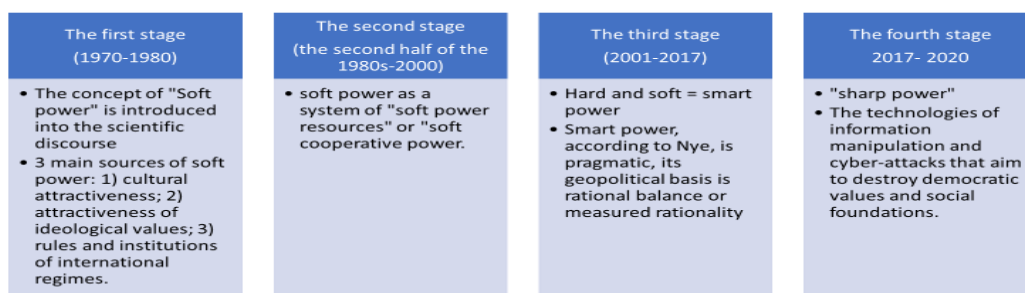 The first stage
(1970-1980)
• The concept of "Soft
power" is introduced
into the scientific
discourse
• 3 main sources of soft
power: 1) cultural
attractiveness; 2)
attractiveness of
ideological values; 3)
rules and institutions
of international
regimes.
The second stage
(the second half of the
1980s-2000)
• soft power as a
system of "soft power
resources" or "soft
cooperative power.
The third stage
(2001-2017)
• Hard and soft = smart
power
• Smart power,
according to Nye, is
pragmatic, its
geopolitical basis is
rational balance or
measured rationality
The fourth stage
2017- 2020
• "sharp power"
• The technologies of
information
manipulation and
cyber-attacks that aim
to destroy democratic
values and social
foundations.